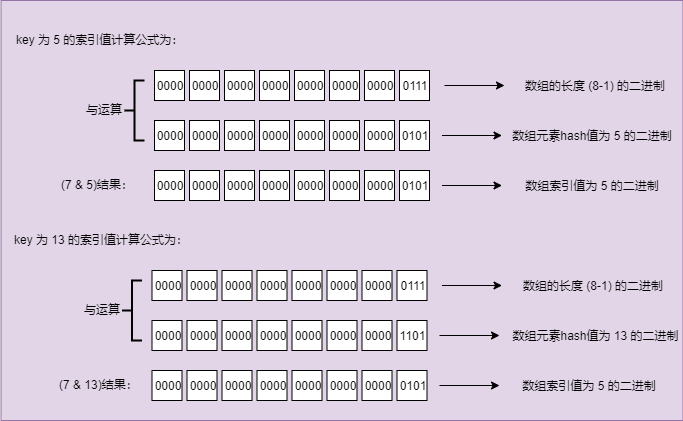 key 为 5 的索引值计算公式为：
0000 0000 0000 0000 0000 0000 0000 0111 数组的长度 (8-1) 的二进制
与运算
0000 0000 0000 0000 0000 0000 0000 0101 数组元素hash值为 5 的二进制
(7 & 5)结果： 0000 0000 0000 0000 0000 0000 0000 0101 数组索引值为 5 的二进制
key 为 13 的索引值计算公式为：
0000 0000 0000 0000 0000 0000 0000 0111 数组的长度 (8-1) 的二进制
与运算
0000 0000 0000 0000 0000 0000 0000 1101 数组元素hash值为 13 的二进制
(7 & 13)结果： 0000 0000 0000 0000 0000 0000 0000 0101 数组索引值为 5 的二进制